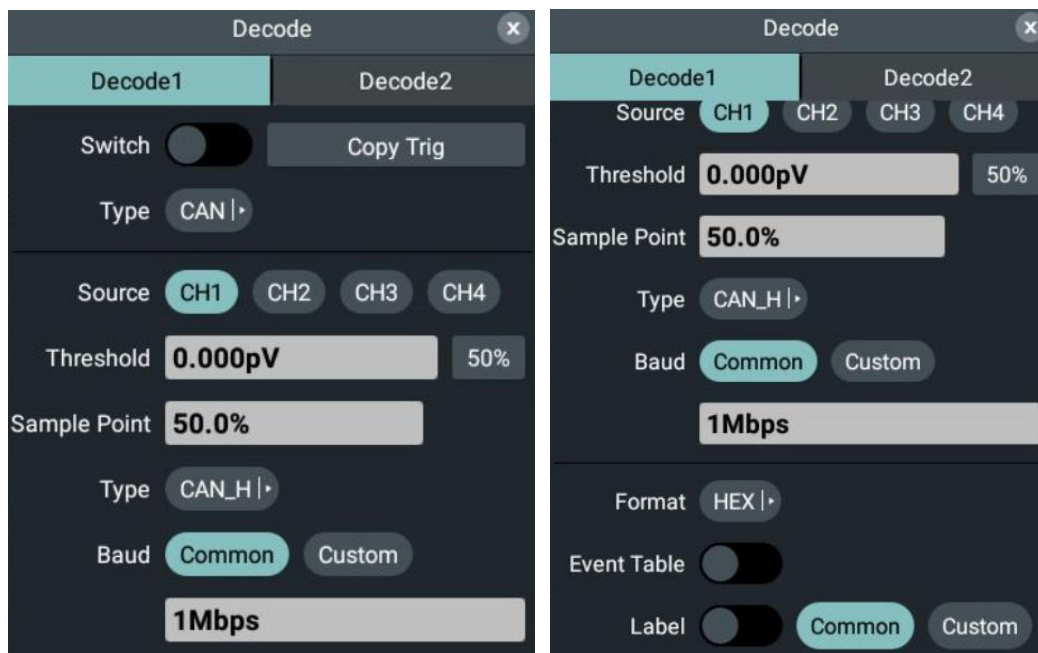 Decode x
Decode1 Decode2
Switch Copy Trig
Type CAN
Source CH1 CH2 CH3 CH4
Threshold 0.000pV 50%
Sample Point 50.0%
Type CAN_H
Baud Common Custom
1Mbps
Decode x
Decode1 Decode2
Source CH1 CH2 CH3 CH4
Threshold 0.000pV 50%
Sample Point 50.0%
Type CAN_H
Baud Common Custom
1Mbps
Format HEX
Event Table
Label Common Custom